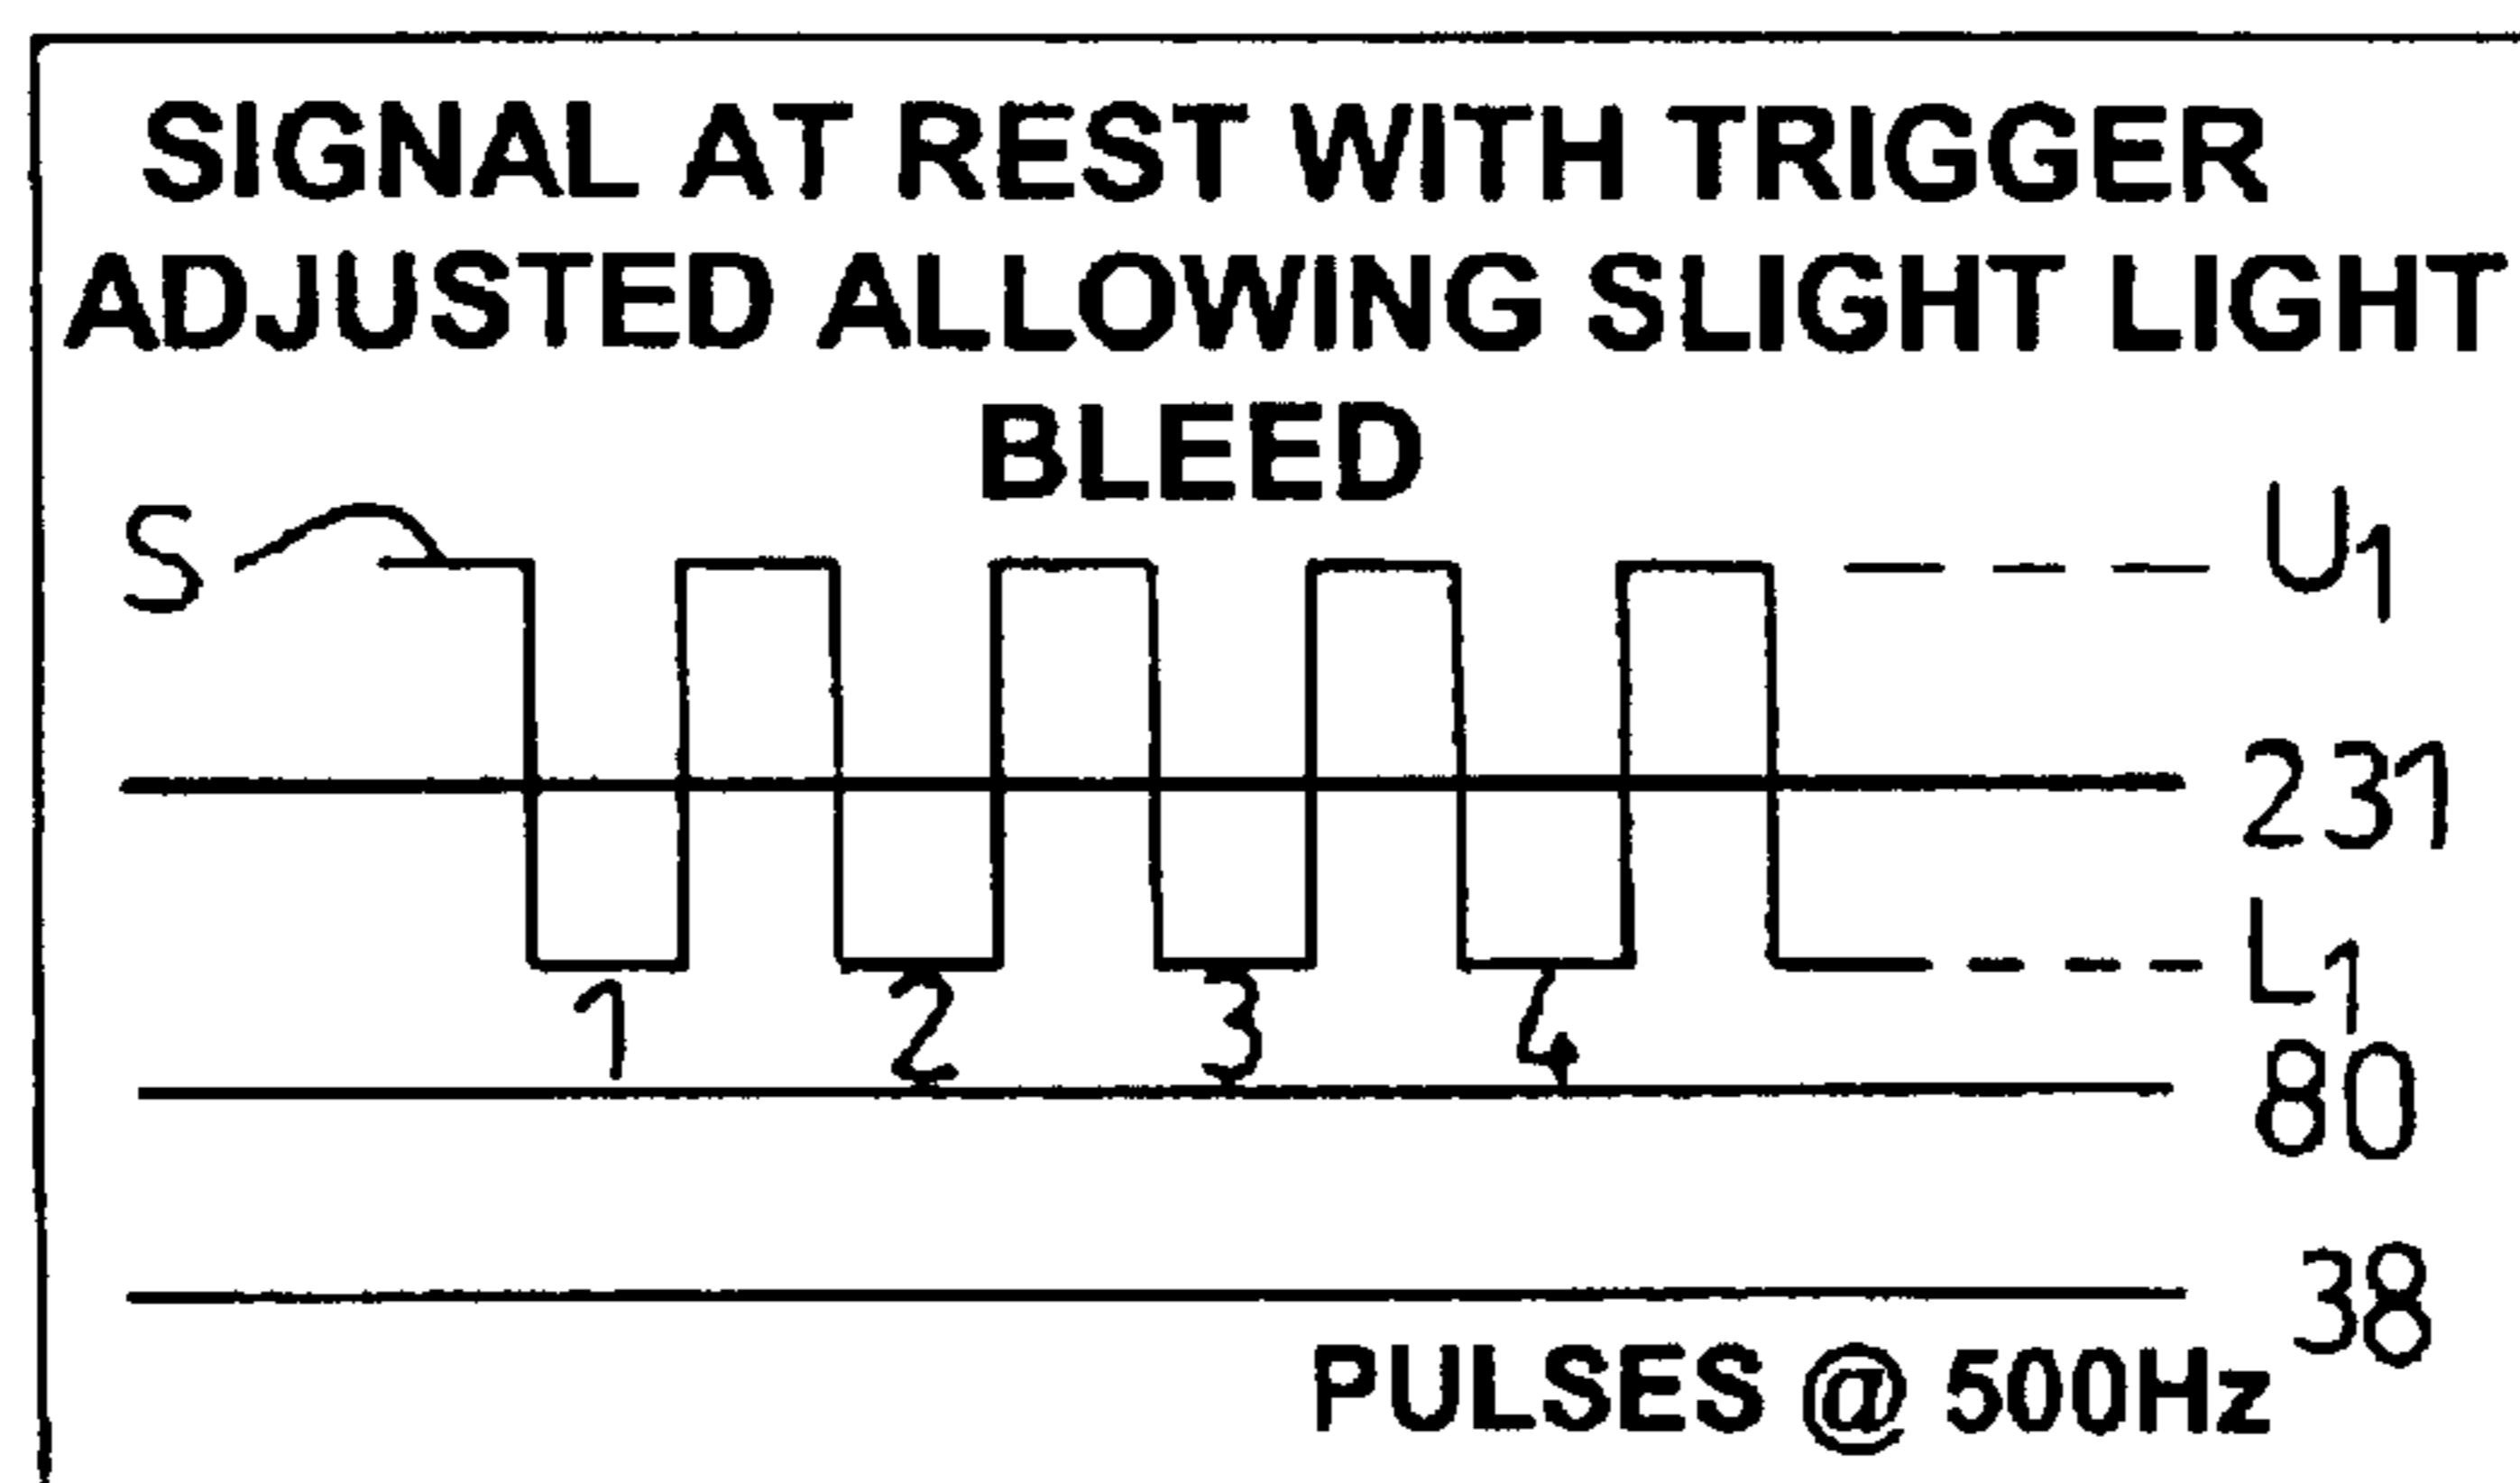 SIGNAL AT REST WITH TRIGGER
ADJUSTED ALLOWING SLIGHT LIGHT
BLEED
S
U1
231
L1
1 2 3 4
80
38
PULSES @ 500Hz